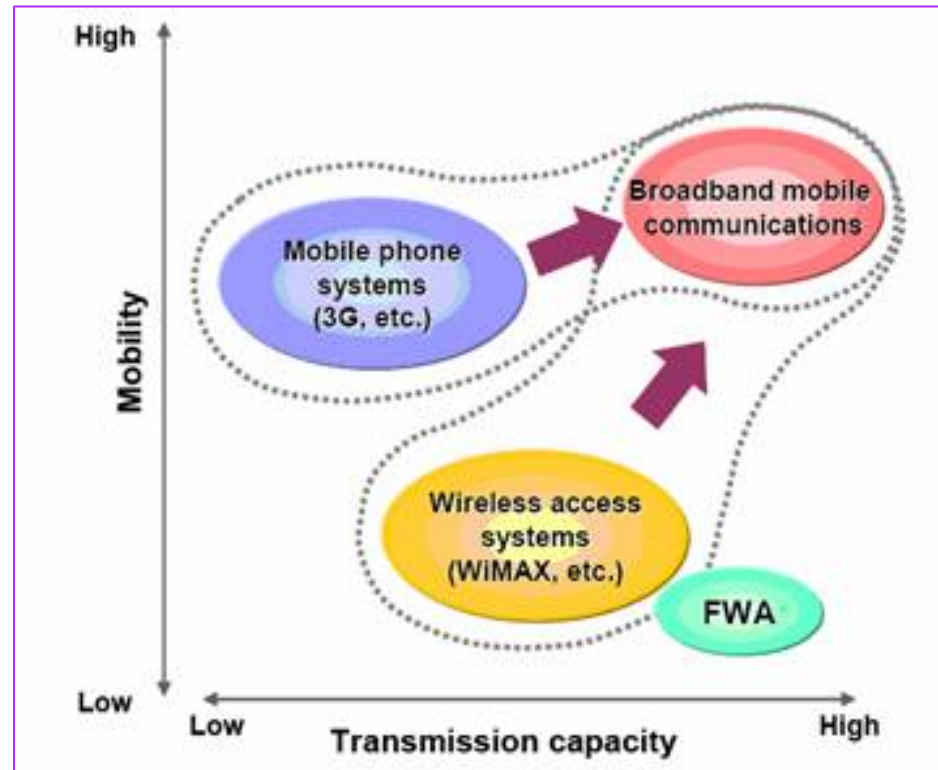 High
Broadband mobile
communications
Mobile phone
systems
(3G, etc.)
Mobility
Wireless access
systems
(WiMAX, etc.)
FWA
Low
Low
High
Transmission capacity